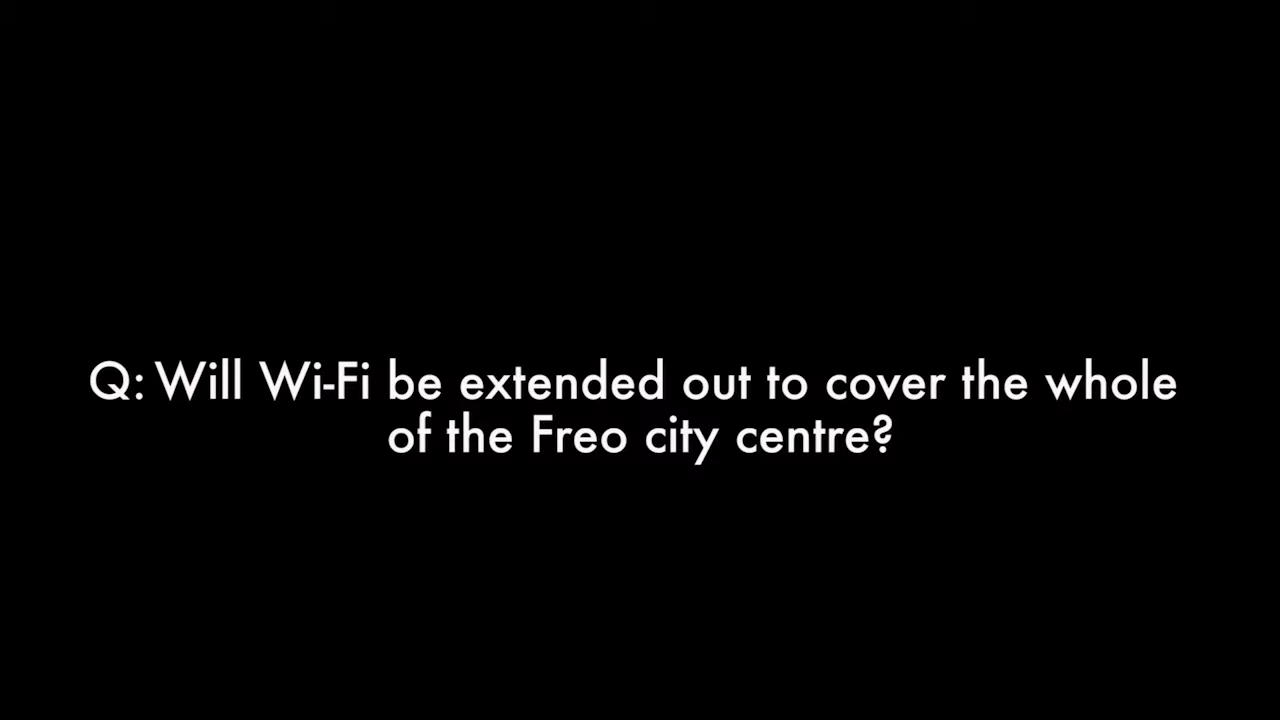 Q: Will Wi-Fi be extended out to cover the whole
of the Freo city centre?